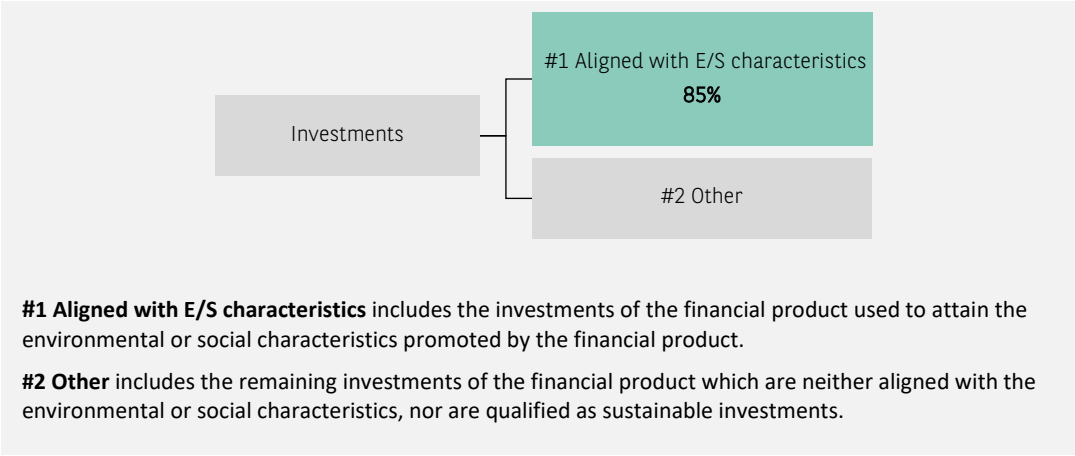 #1 Aligned with E/S characteristics
85%
Investments
#2 Other
#1 Aligned with E/S characteristics includes the investments of the financial product used to attain the
environmental or social characteristics promoted by the financial product.
#2 Other includes the remaining investments of the financial product which are neither aligned with the
environmental or social characteristics, nor are qualified as sustainable investments.